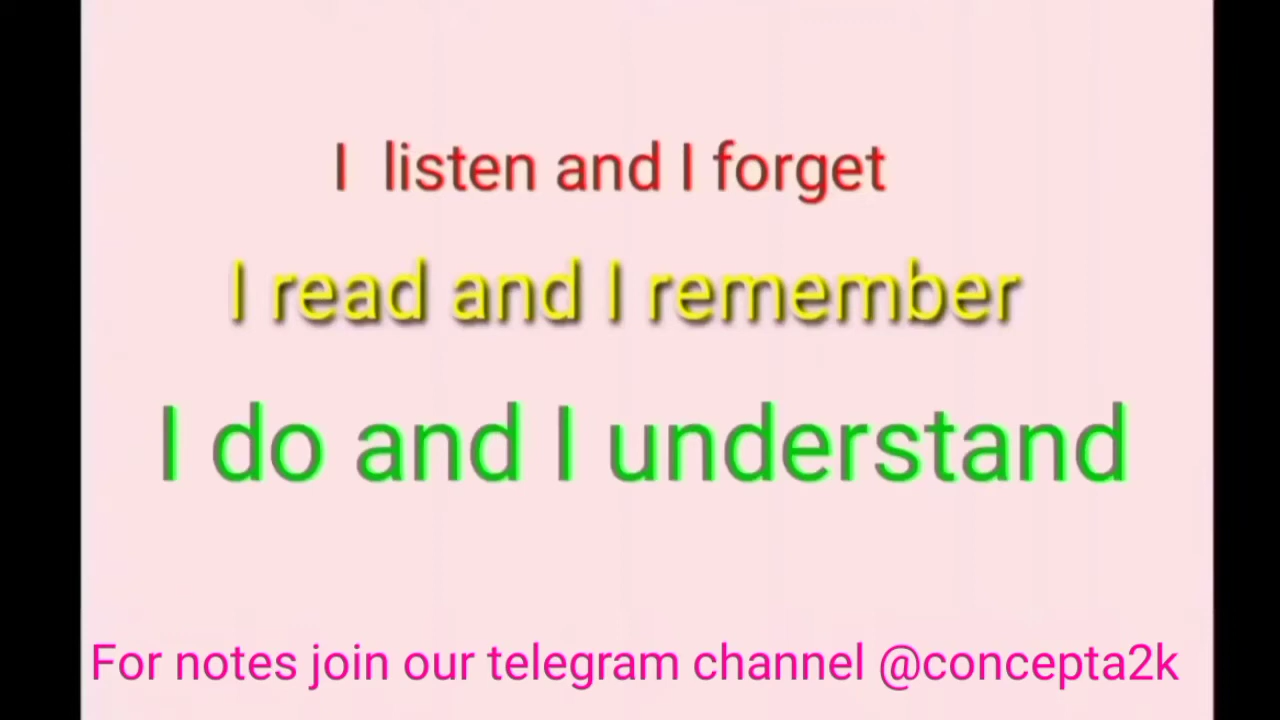 I listen and I forget
I read and I remember
I do and I understand
For notes join our telegram channel @concepta2k